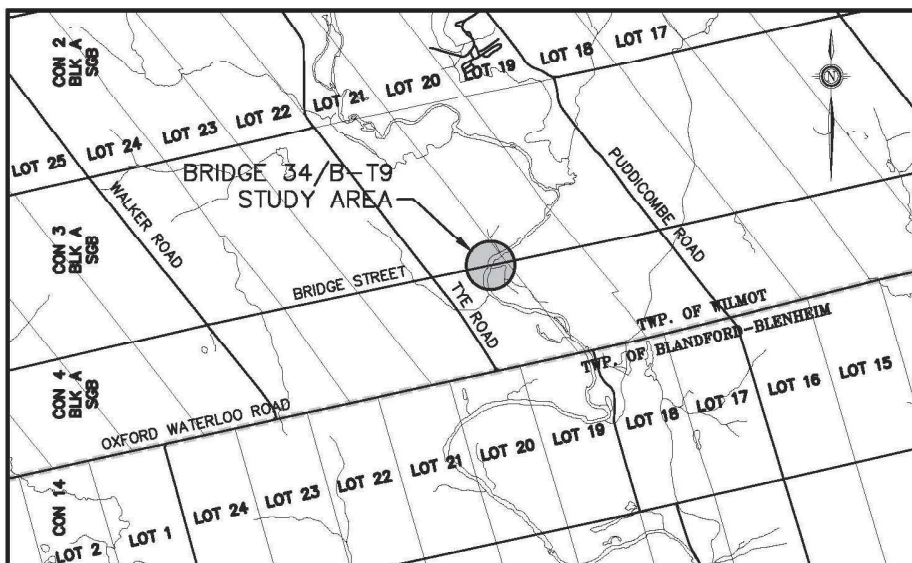 CON 2
BLK A
SGB
LOT 25
LOT 24
LOT 23
LOT 22
LOT 21
LOT 20
LOT 19
LOT 18
LOT 17
N
BRIDGE 34/B-T9
STUDY AREA
WALKER ROAD
PUDDICOMBE ROAD
CON 3
BLK A
SGB
BRIDGE STREET
TYE ROAD
TWP. OF WILMOT
TWP. OF BLANDFORD-BLENHEIM
CON 4
BLK A
SGB
OXFORD WATERLOO ROAD
CON 14
LOT 2
LOT 1
LOT 24
LOT 23
LOT 22
LOT 21
LOT 20
LOT 19
LOT 18
LOT 17
LOT 16
LOT 15